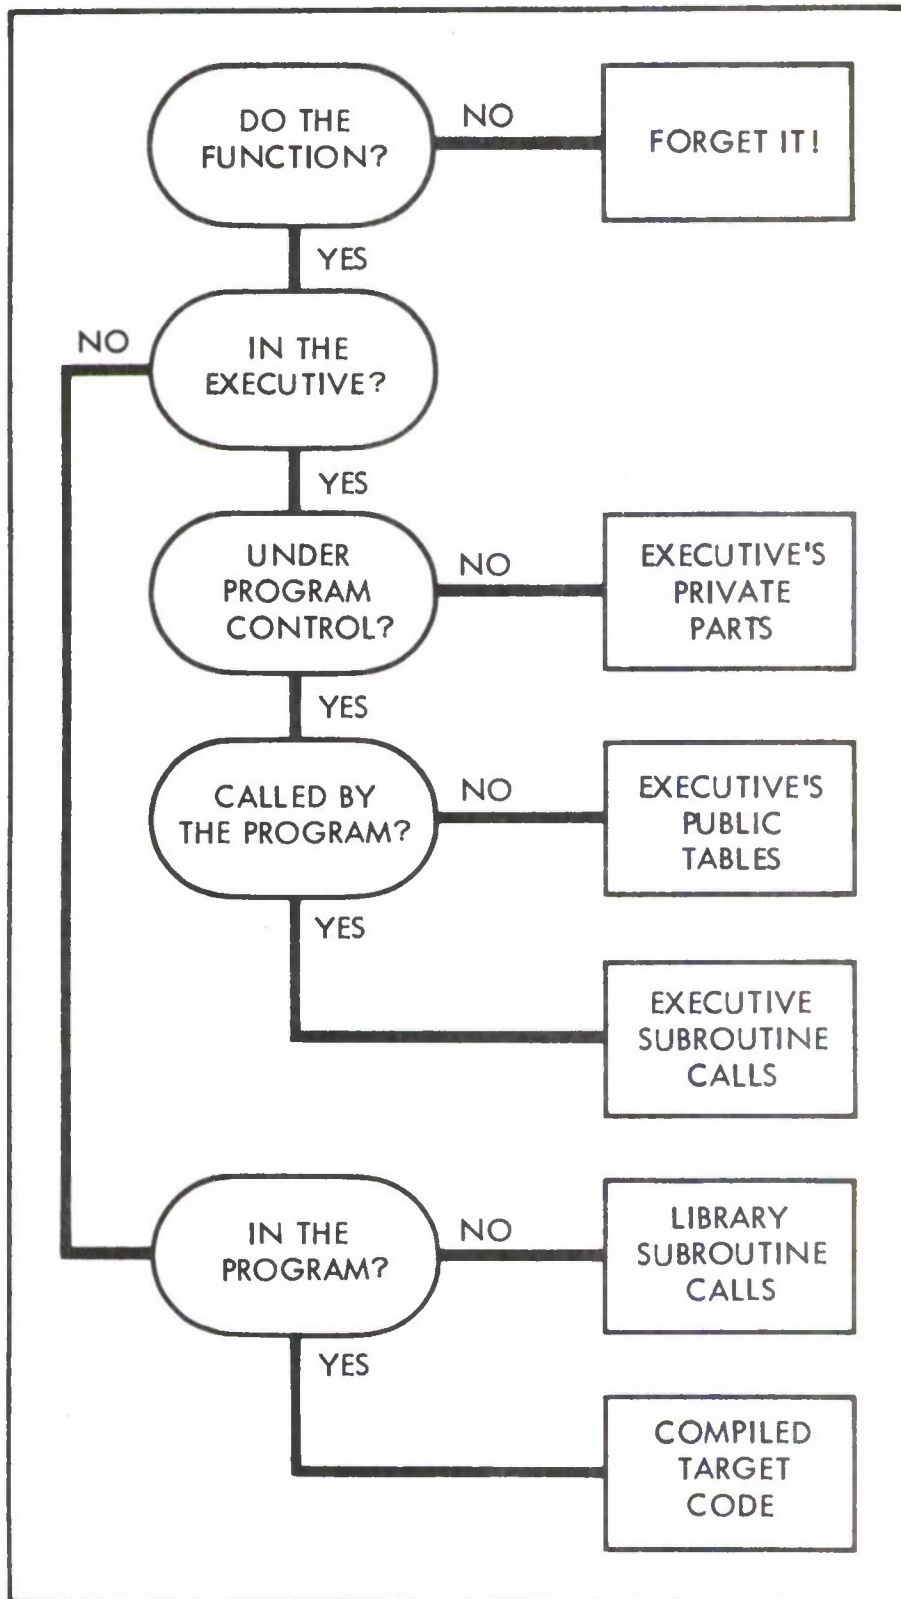 DO THE
FUNCTION?
NO
FORGET IT!
YES
NO
IN THE
EXECUTIVE?
YES
UNDER
PROGRAM
CONTROL?
NO
EXECUTIVE'S
PRIVATE
PARTS
YES
CALLED BY
THE PROGRAM?
NO
EXECUTIVE'S
PUBLIC
TABLES
YES
EXECUTIVE
SUBROUTINE
CALLS
IN THE
PROGRAM?
NO
LIBRARY
SUBROUTINE
CALLS
YES
COMPILED
TARGET
CODE